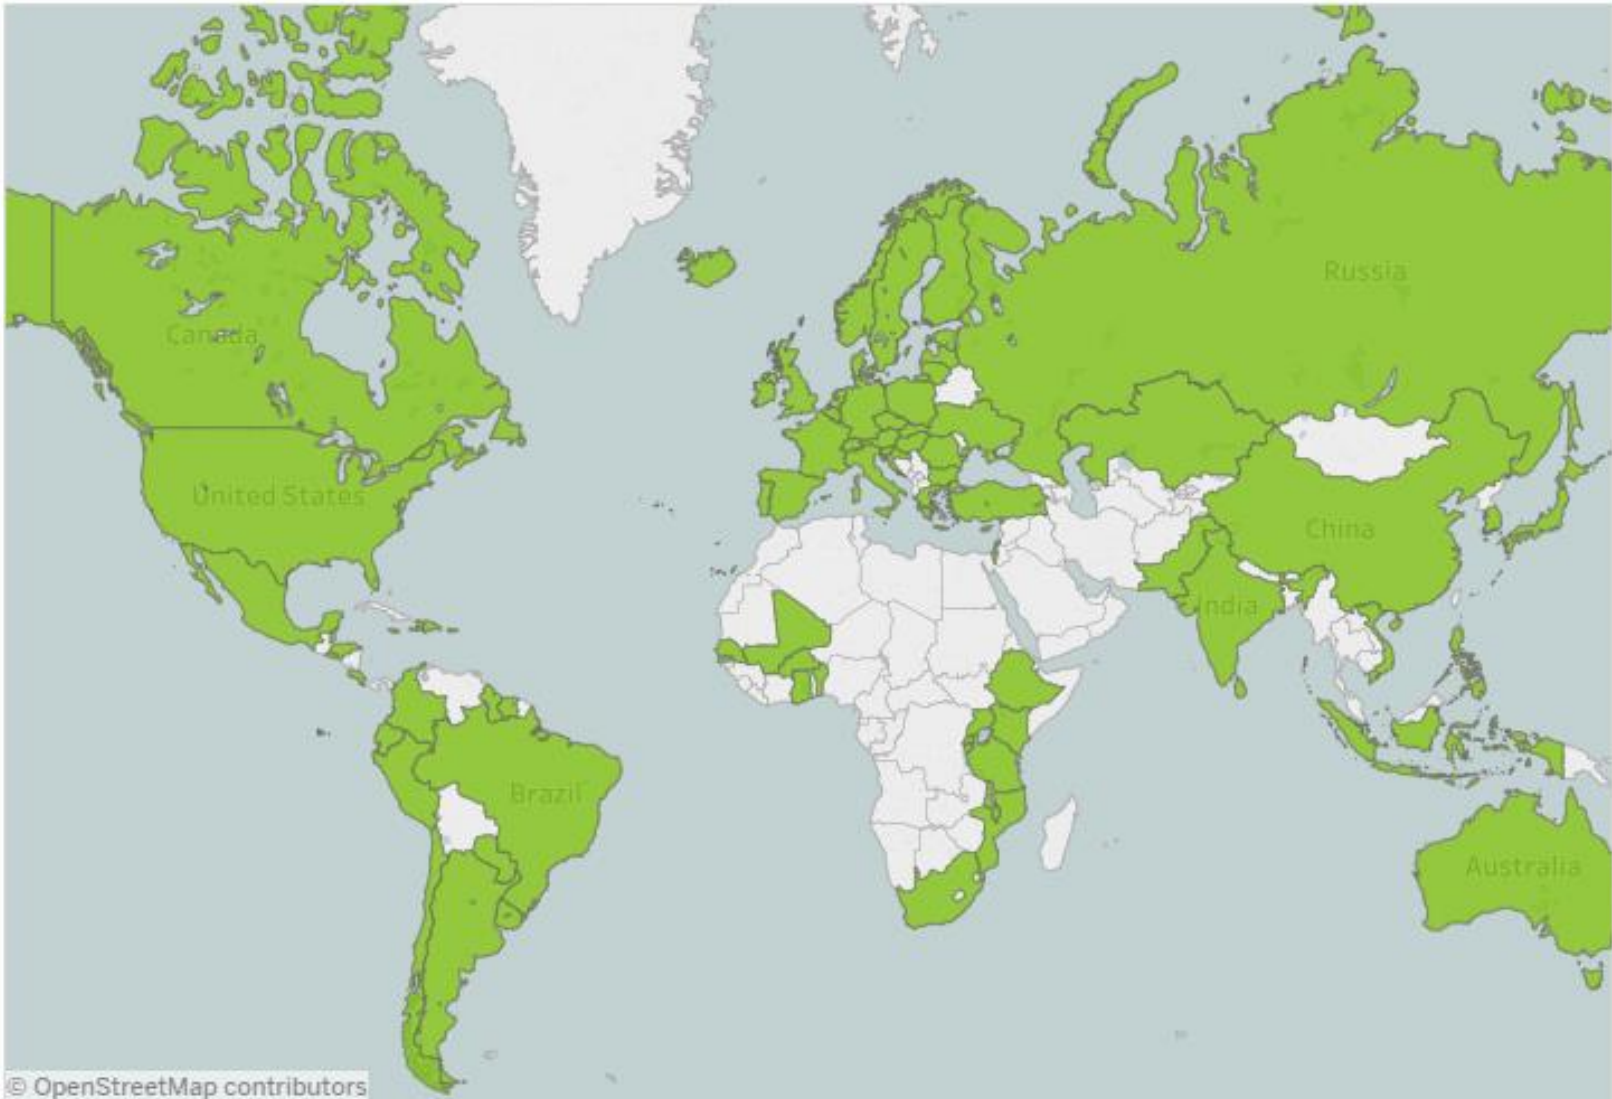 Russia
Canada
United States
China
India
Brazil
Australia
© OpenStreetMap contributors